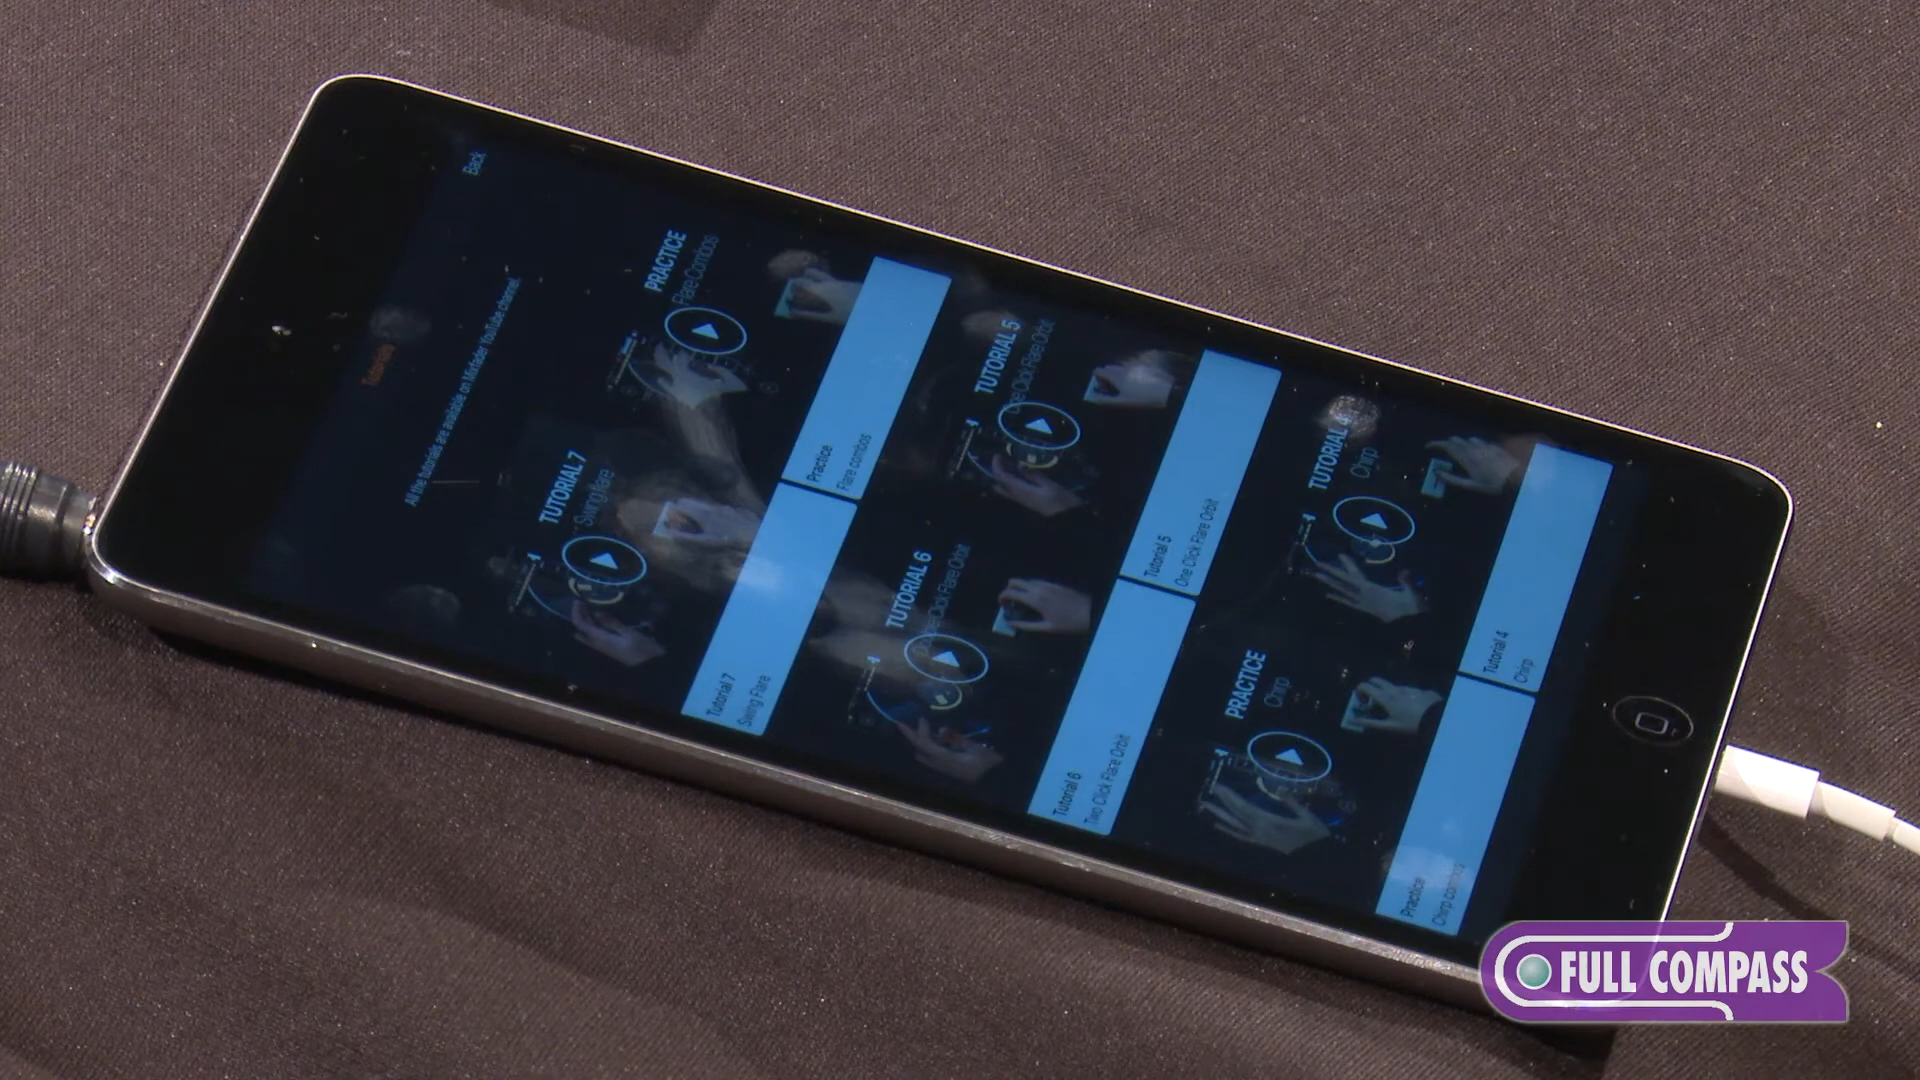 Back
Tutorials
All the tutorials are available on Mixfader YouTube channel.
TUTORIAL 7
Swing flare
Tutorial 7
Swing Flare
PRACTICE
Flare Combos
Practice
Flare combos
TUTORIAL 6
Two Click Flare Orbit
Tutorial 6
Two Click Flare Orbit
TUTORIAL 5
One Click Flare Orbit
Tutorial 5
One Click Flare Orbit
PRACTICE
Chirp
Practice
Chirp combos
TUTORIAL 4
Chirp
Tutorial 4
Chirp
FULL COMPASS